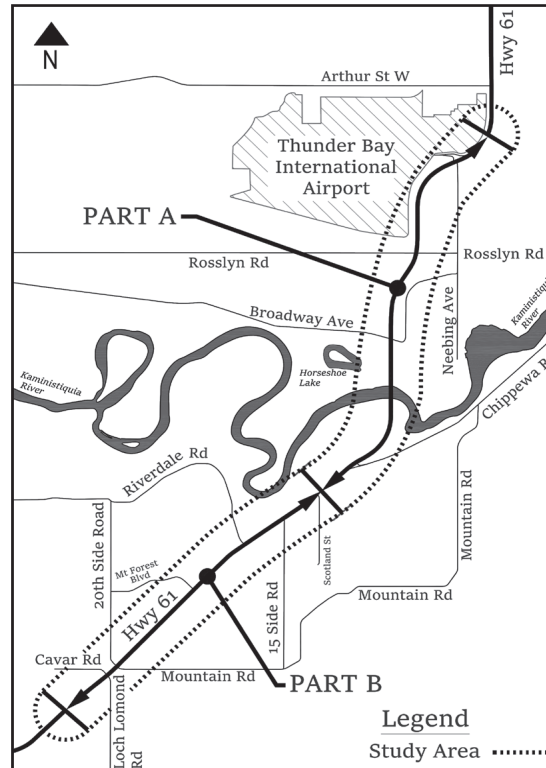 N
Arthur St W
Hwy 61
Thunder Bay
International
Airport
PART A
Rosslyn Rd
Rosslyn Rd
Broadway Ave
Neebing Ave
Kaministiquia
River
Horseshoe
Lake
Kaministiquia
River
Chippewa
Riverdale Rd
20th Side Road
Mt Forest
Blvd
Hwy 61
Scotland St
15 Side Rd
Mountain Rd
Mountain Rd
Cavar Rd
Mountain Rd
Loch Lomond
Rd
PART B
Legend
Study Area